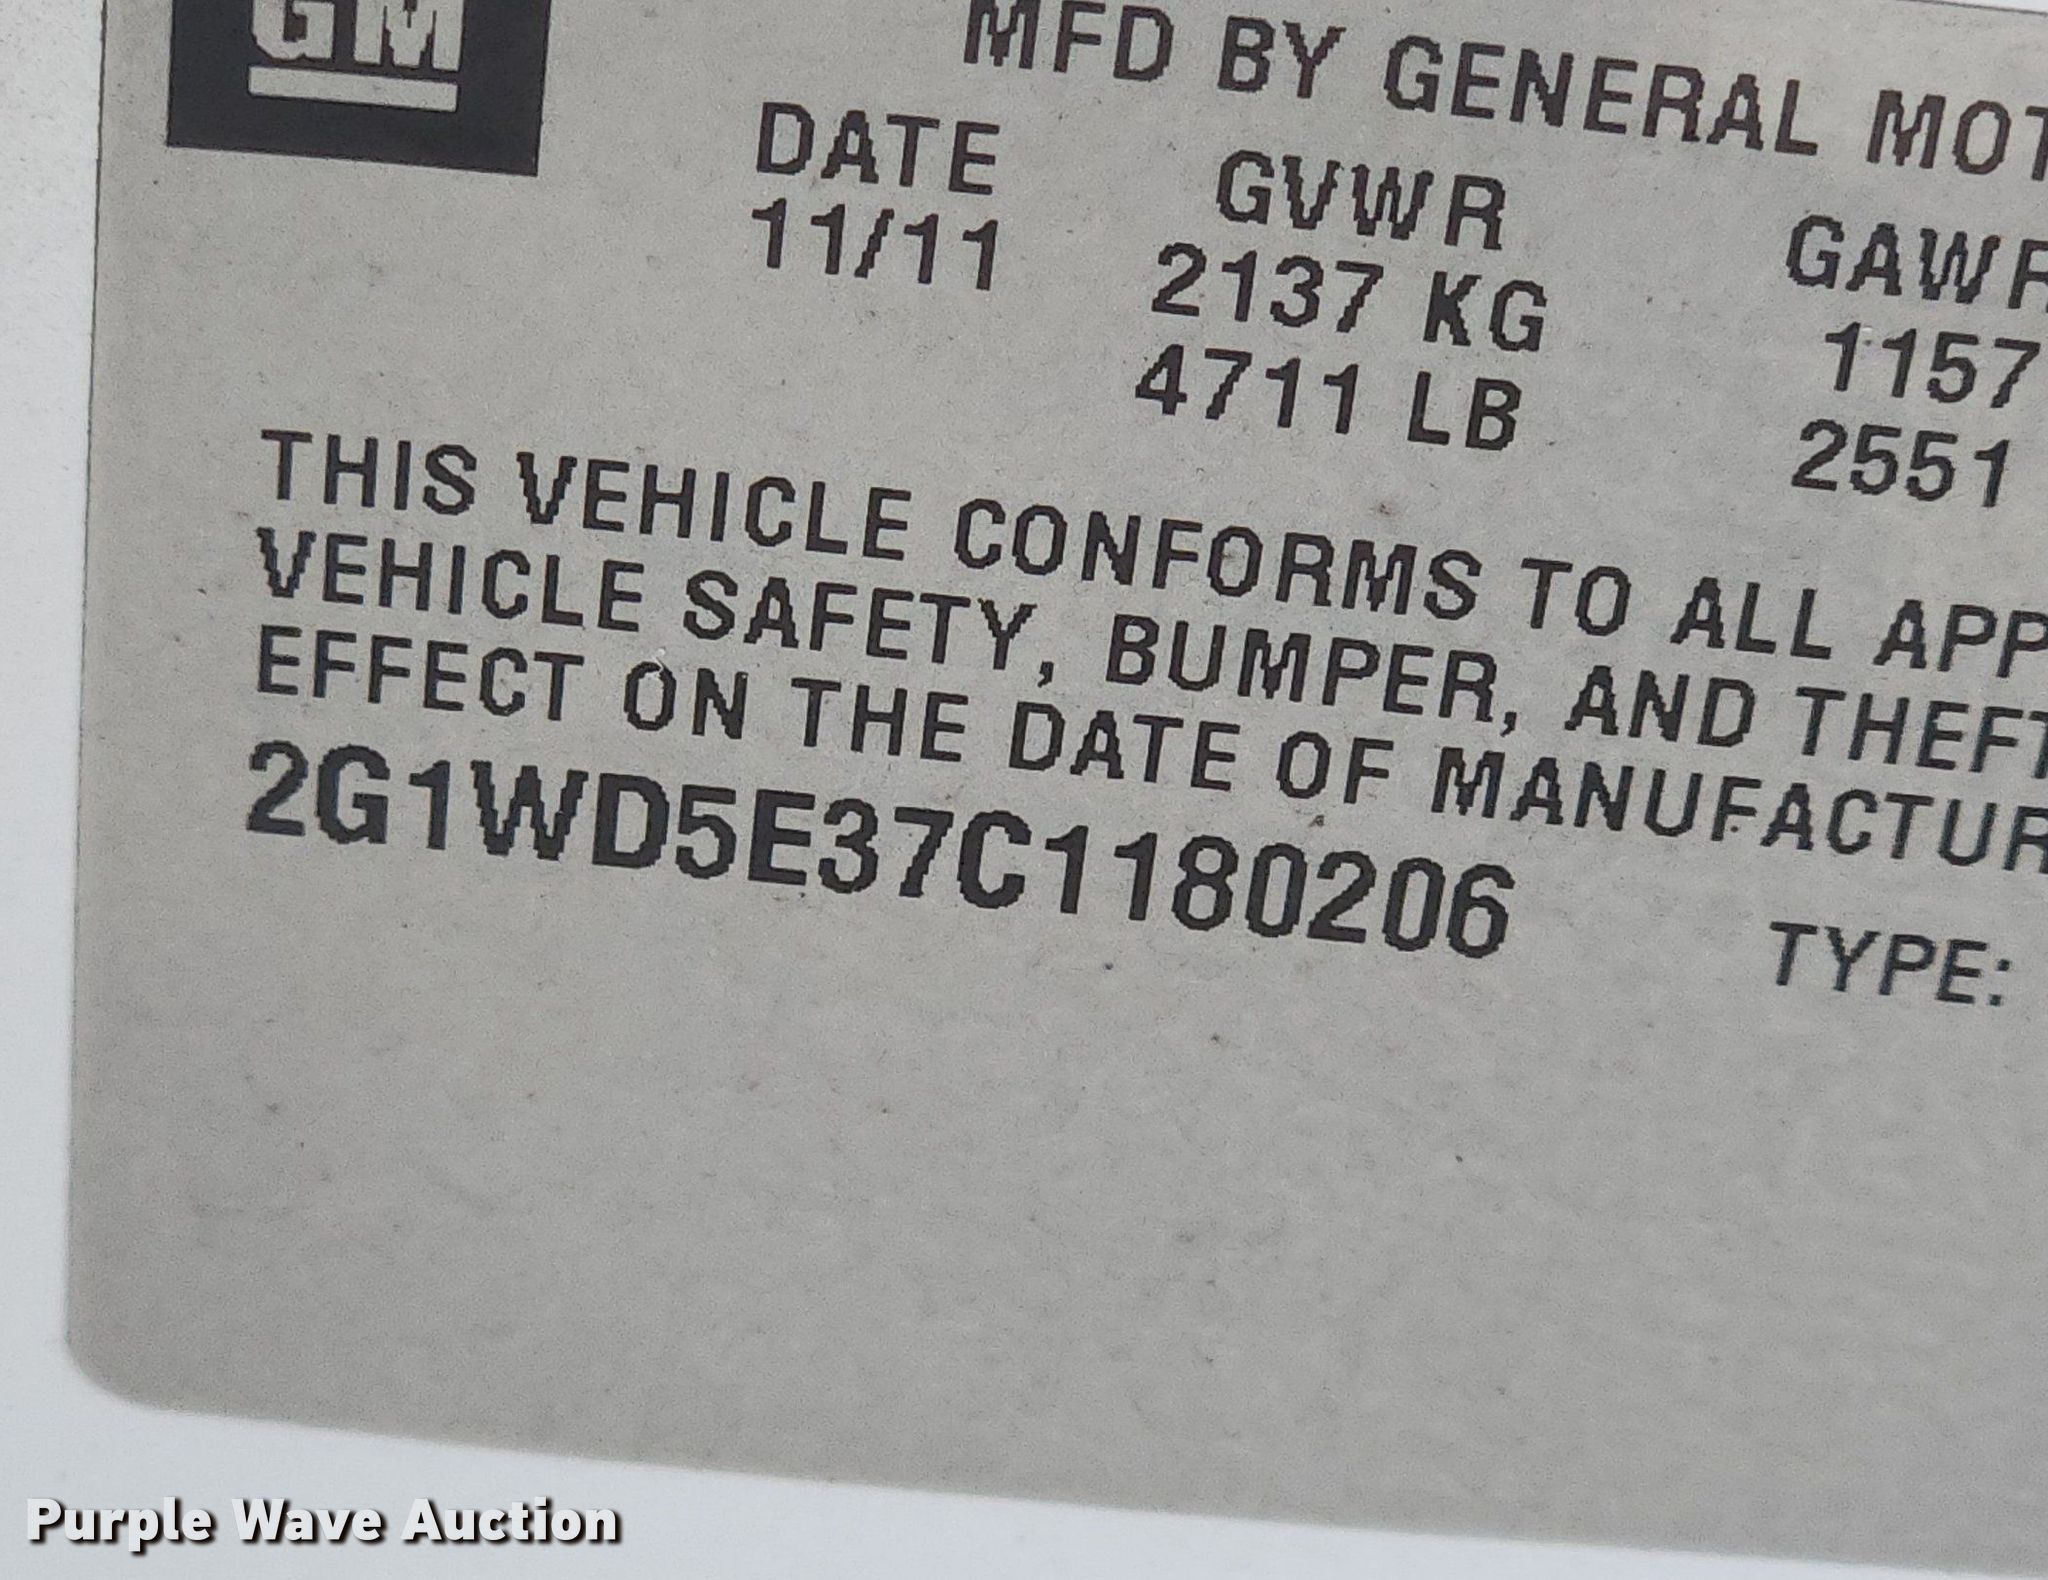 GM
MFD BY GENERAL MOT
DATE GVWR GAWR
11/11 2137 KG 1157
4711 LB 2551
THIS VEHICLE CONFORMS TO ALL APP
VEHICLE SAFETY, BUMPER, AND THEFT
EFFECT ON THE DATE OF MANUFACTUR
2G1WD5E37C1180206 TYPE:
Purple Wave Auction